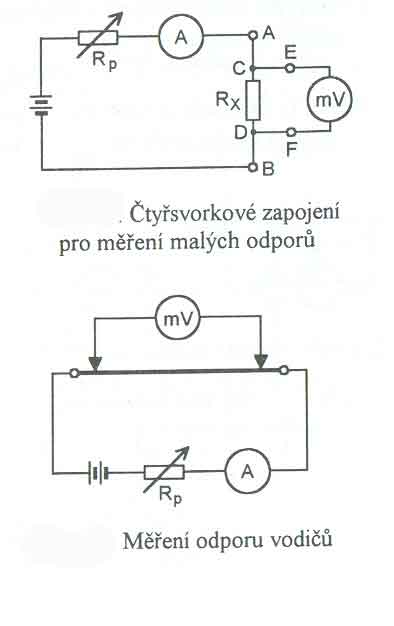 A
A
Rp
E
C
RX
mV
D
F
B
. Čtyřsvorkové zapojení
pro měření malých odporů
mV
Rp
A
Měření odporu vodičů